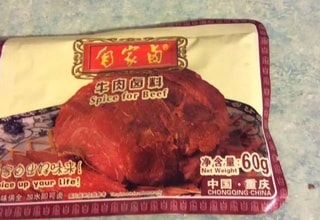 自家卤
牛肉卤料
Spice for Beef
净含量:60g
Net Weight
中国·重庆
CHONGQING·CHINA
up your life!